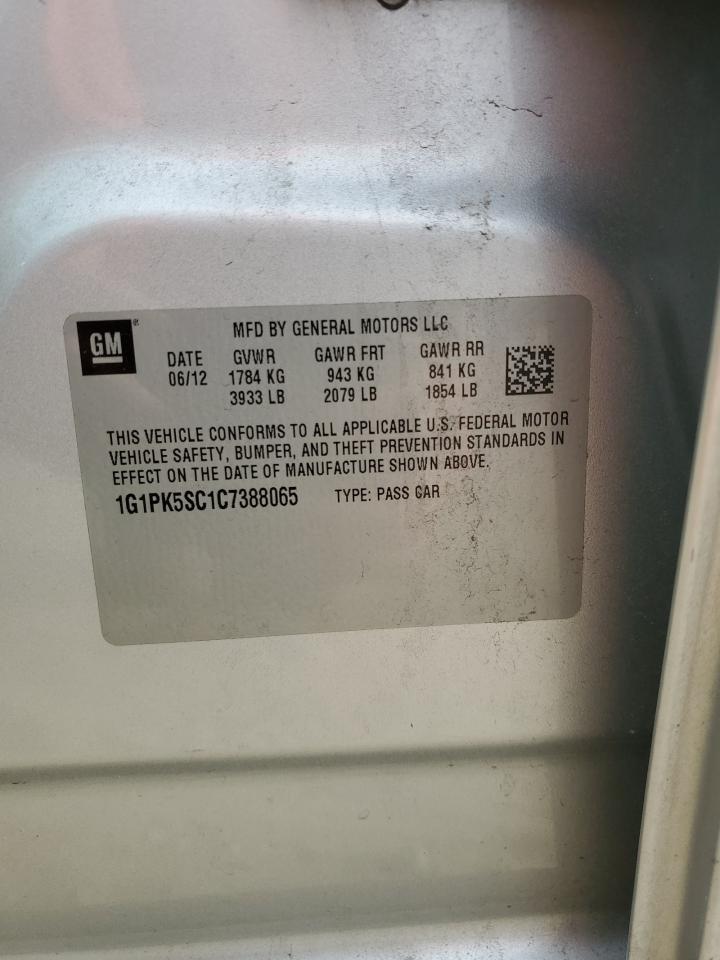 GM
MFD BY GENERAL MOTORS LLC
DATE GVWR GAWR FRT GAWR RR
06/12 1784 KG 943 KG 841 KG
3933 LB 2079 LB 1854 LB
THIS VEHICLE CONFORMS TO ALL APPLICABLE U.S. FEDERAL MOTOR
VEHICLE SAFETY, BUMPER, AND THEFT PREVENTION STANDARDS IN
EFFECT ON THE DATE OF MANUFACTURE SHOWN ABOVE.
1G1PK5SC1C7388065 TYPE: PASS CAR